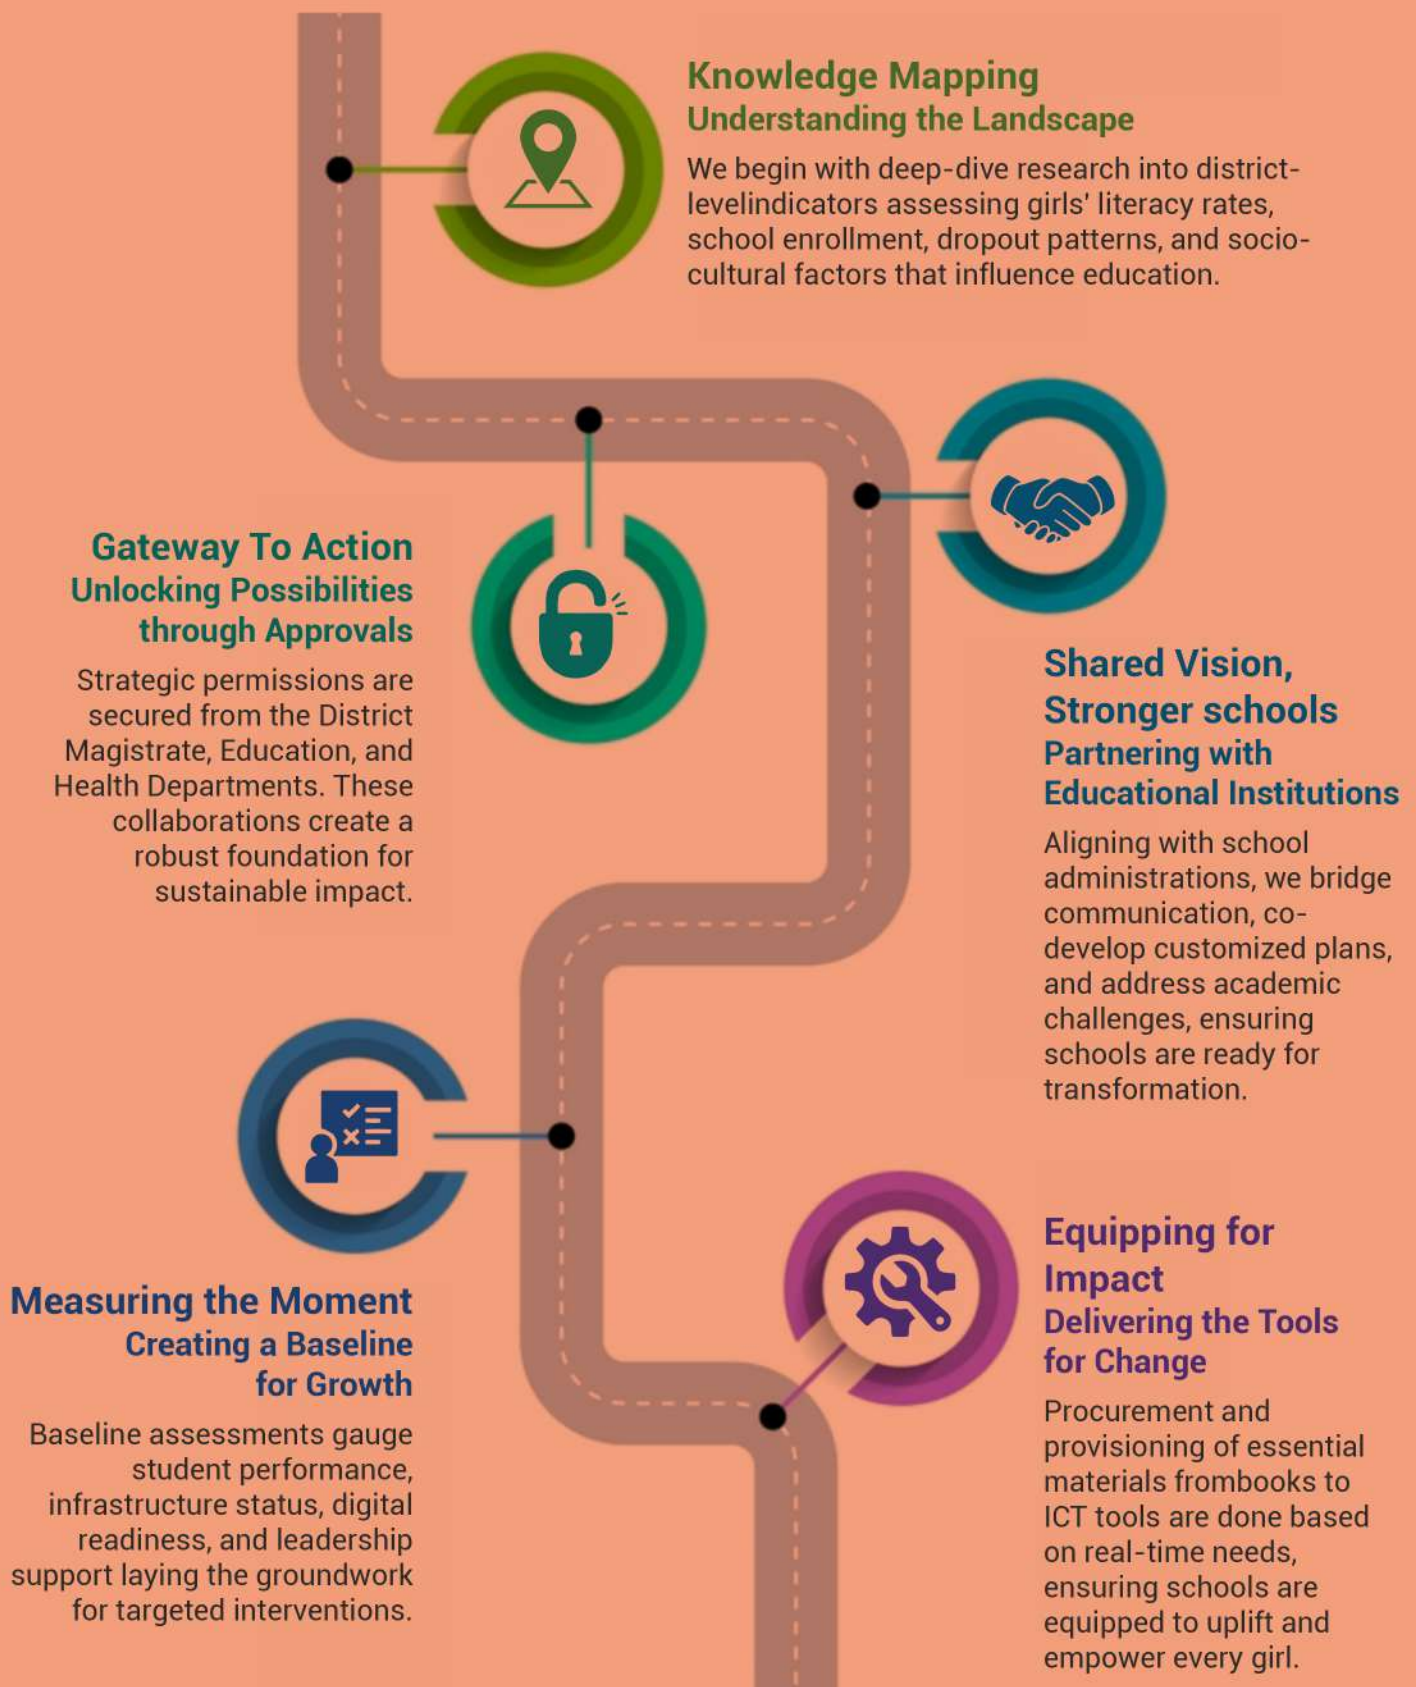 Knowledge Mapping
Understanding the Landscape
We begin with deep-dive research into district-
levelindicators assessing girls' literacy rates,
school enrollment, dropout patterns, and socio-
cultural factors that influence education.
Gateway To Action
Unlocking Possibilities
through Approvals
Strategic permissions are
secured from the District
Magistrate, Education, and
Health Departments. These
collaborations create a
robust foundation for
sustainable impact.
Shared Vision,
Stronger schools
Partnering with
Educational Institutions
Aligning with school
administrations, we bridge
communication, co-
develop customized plans,
and address academic
challenges, ensuring
schools are ready for
transformation.
Measuring the Moment
Creating a Baseline
for Growth
Baseline assessments gauge
student performance,
infrastructure status, digital
readiness, and leadership
support laying the groundwork
for targeted interventions.
Equipping for
Impact
Delivering the Tools
for Change
Procurement and
provisioning of essential
materials frombooks to
ICT tools are done based
on real-time needs,
ensuring schools are
equipped to uplift and
empower every girl.